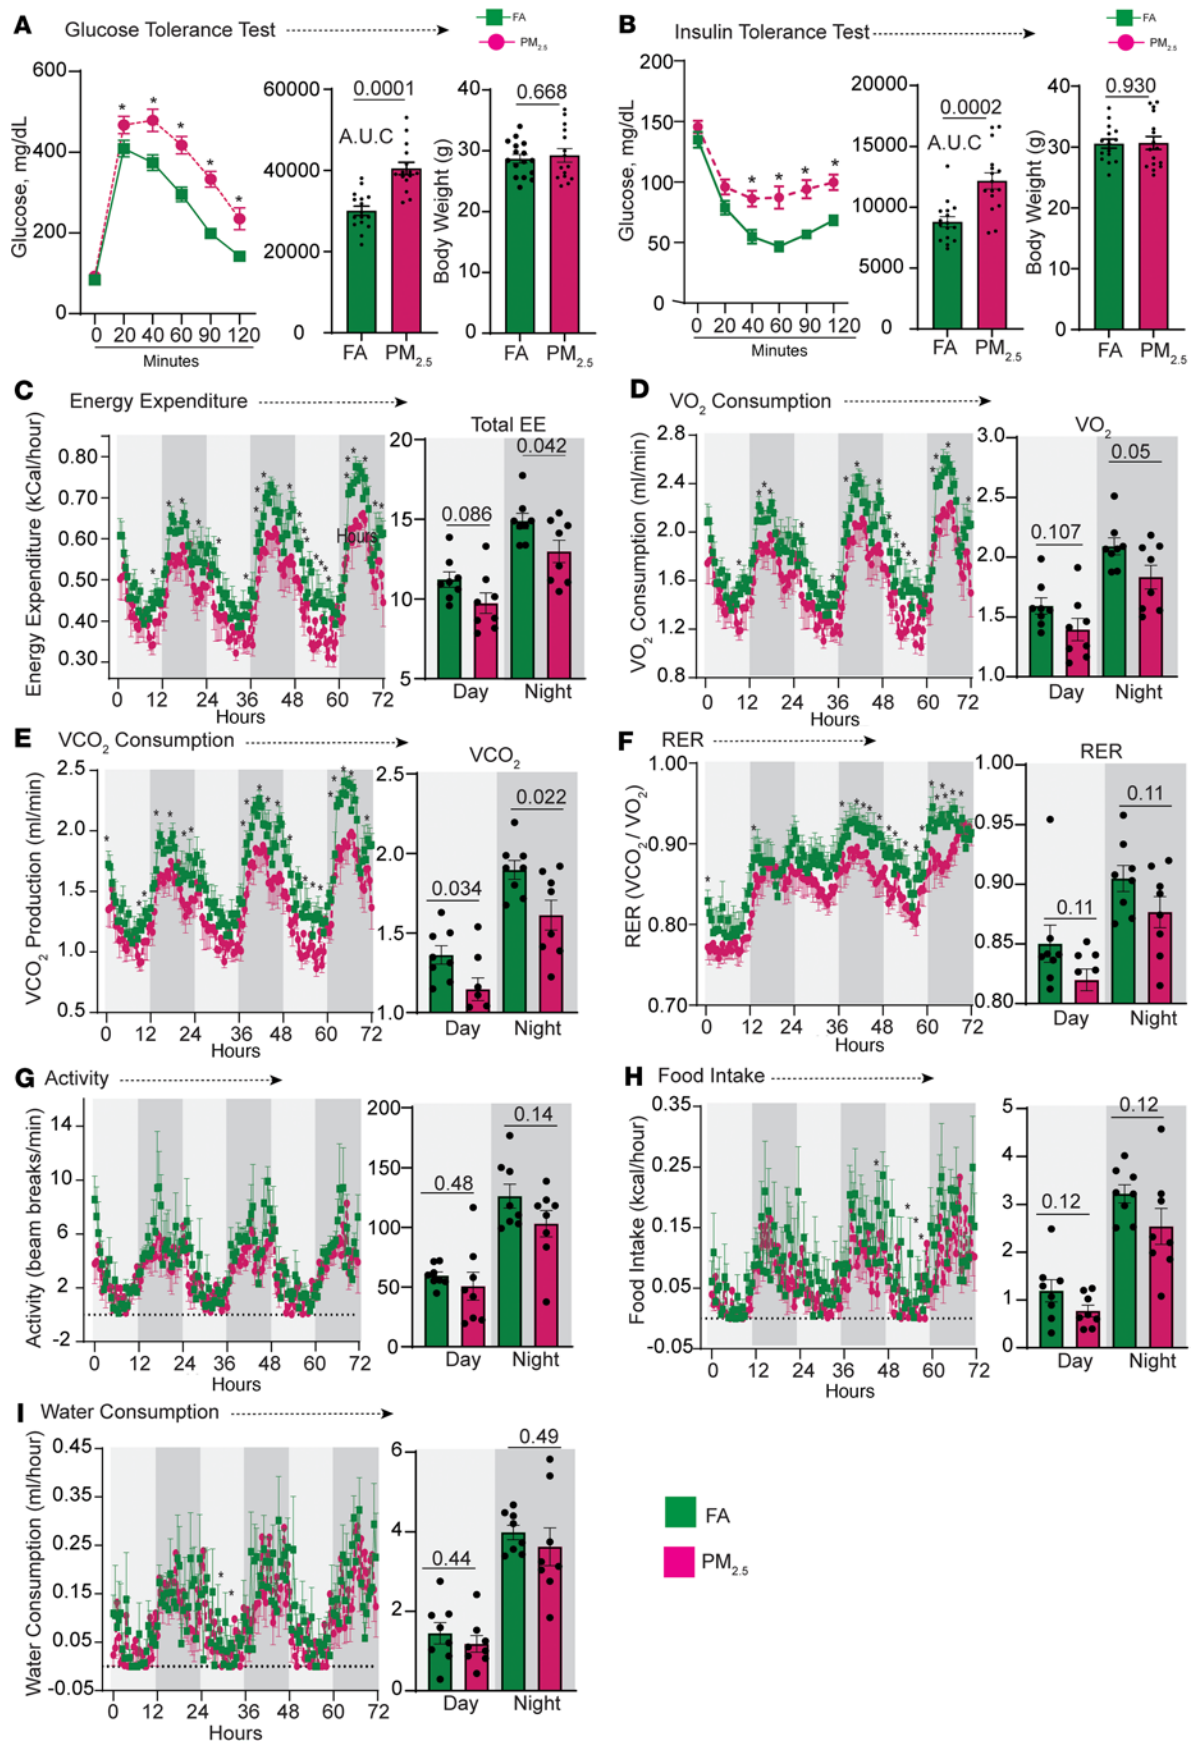 A Glucose Tolerance Test
FA
PM2.5
Glucose, mg/dL
600
400
200
0
0 20 40 60 90 120
Minutes
* * * * *
60000
40000
20000
0
0.0001
A.U.C
FA PM2.5
Body Weight (g)
40
30
20
10
0
0.668
FA PM2.5
B Insulin Tolerance Test
FA
PM2.5
Glucose, mg/dL
200
150
100
50
0
0 20 40 60 90 120
Minutes
* * * *
20000
15000
10000
5000
0
0.0002
A.U.C
FA PM2.5
Body Weight (g)
40
30
20
10
0
0.930
FA PM2.5
C Energy Expenditure
Energy Expenditure (kCal/hour)
0.80
0.70
0.60
0.50
0.40
0.30
Hours
0 12 24 36 48 60 72
Hours
Total EE
20
15
10
5
0.086
0.042
Day Night
D VO2 Consumption
VO2 Consumption (ml/min)
2.8
2.4
2.0
1.6
1.2
0.8
0 12 24 36 48 60 72
Hours
VO2
3.0
2.5
2.0
1.5
1.0
0.107
0.05
Day Night
E VCO2 Consumption
VCO2 Production (ml/min)
2.5
2.0
1.5
1.0
0.5
0 12 24 36 48 60 72
Hours
VCO2
2.5
2.0
1.5
1.0
0.034
0.022
Day Night
F RER
RER (VCO2 / VO2)
1.00
0.90
0.80
0.70
0 12 24 36 48 60 72
Hours
RER
1.00
0.95
0.90
0.85
0.80
0.11
0.11
Day Night
G Activity
Activity (beam breaks/min)
14
10
6
2
-2
0 12 24 36 48 60 72
Hours
200
150
100
50
0
0.48
0.14
Day Night
H Food Intake
Food Intake (kcal/hour)
0.35
0.25
0.15
0.05
-0.05
0 12 24 36 48 60 72
Hours
5
4
3
2
1
0
0.12
0.12
Day Night
I Water Consumption
Water Consumption (ml/hour)
0.45
0.35
0.25
0.15
0.05
-0.05
0 12 24 36 48 60 72
Hours
6
4
2
0
0.44
0.49
Day Night
FA
PM2.5